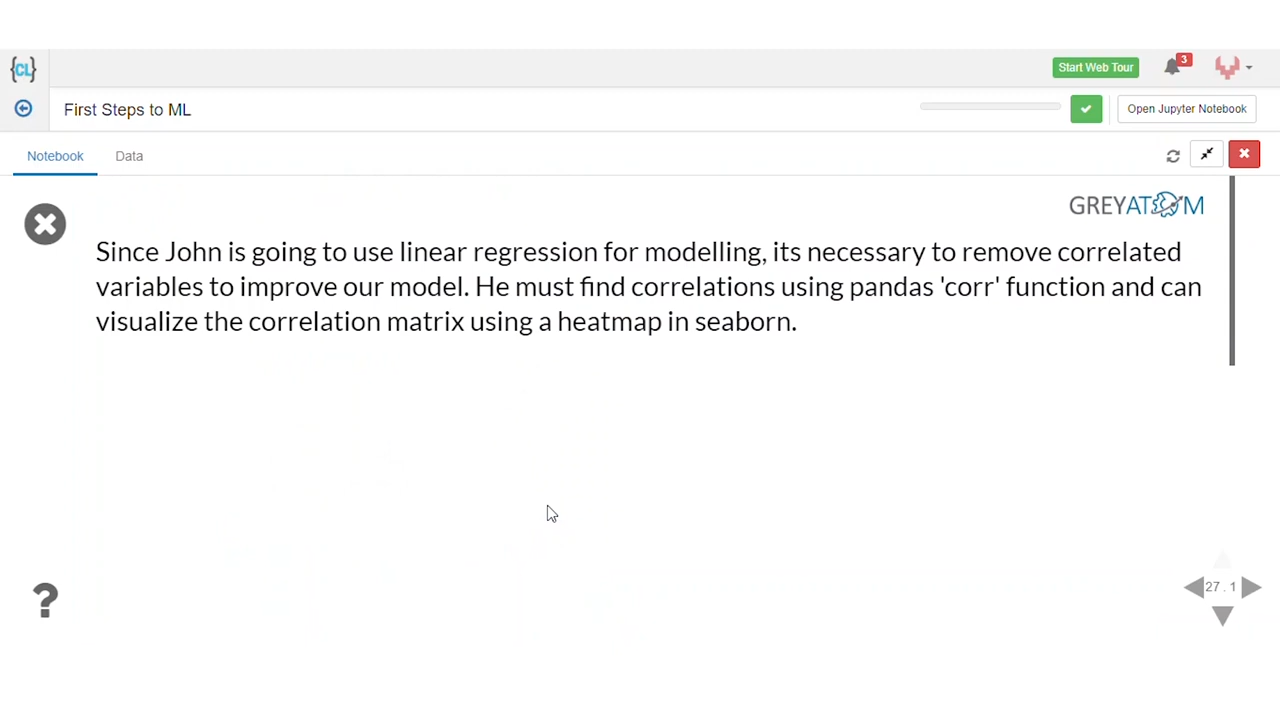 {CL}
Start Web Tour
3
First Steps to ML
Open Jupyter Notebook
Notebook
Data
GREYATOM
Since John is going to use linear regression for modelling, its necessary to remove correlated
variables to improve our model. He must find correlations using pandas 'corr' function and can
visualize the correlation matrix using a heatmap in seaborn.
?
27 . 1